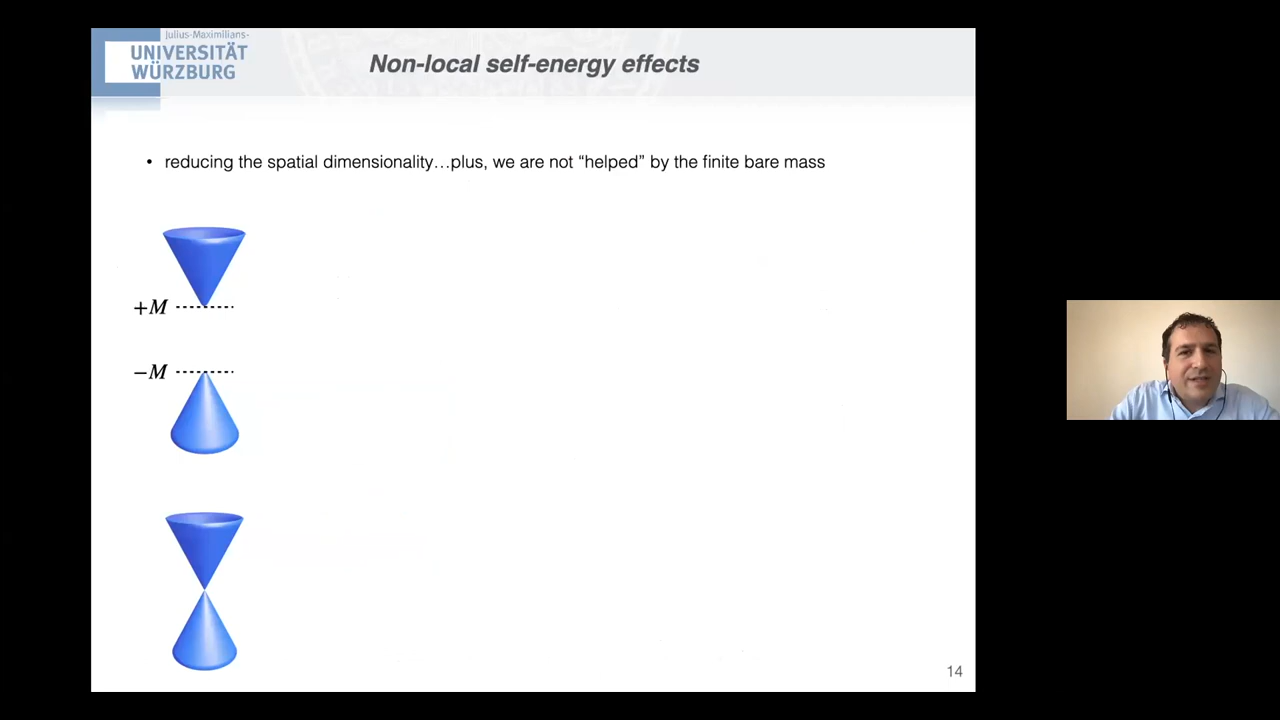 Julius-Maximilians-
UNIVERSITÄT
WÜRZBURG
Non-local self-energy effects
• reducing the spatial dimensionality…plus, we are not “helped” by the finite bare mass
+M
−M
14